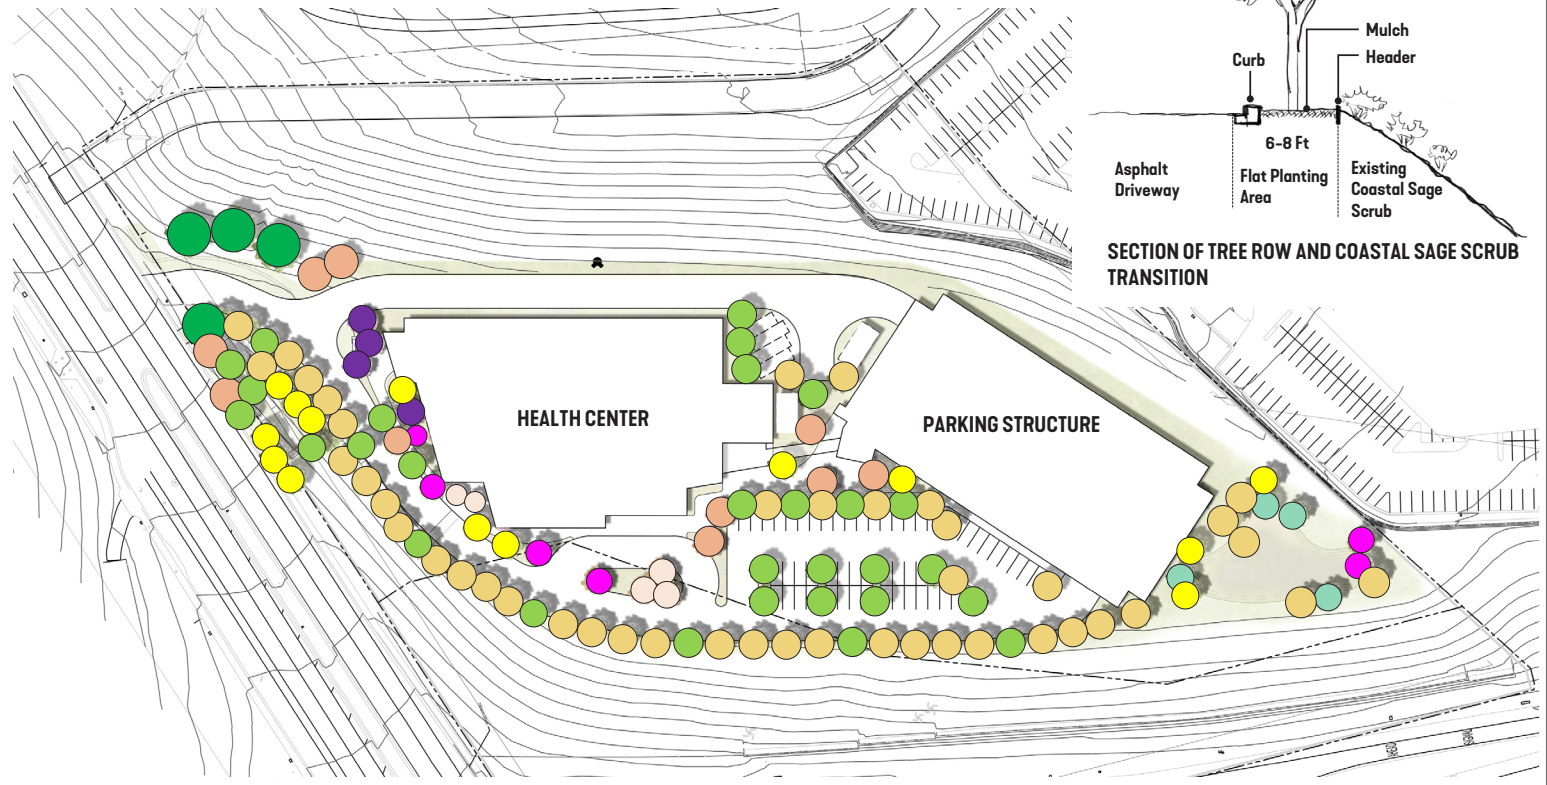 Mulch
Header
Curb
6-8 Ft
Asphalt
Driveway
Flat Planting
Area
Existing
Coastal Sage
Scrub
SECTION OF TREE ROW AND COASTAL SAGE SCRUB
TRANSITION
HEALTH CENTER
PARKING STRUCTURE